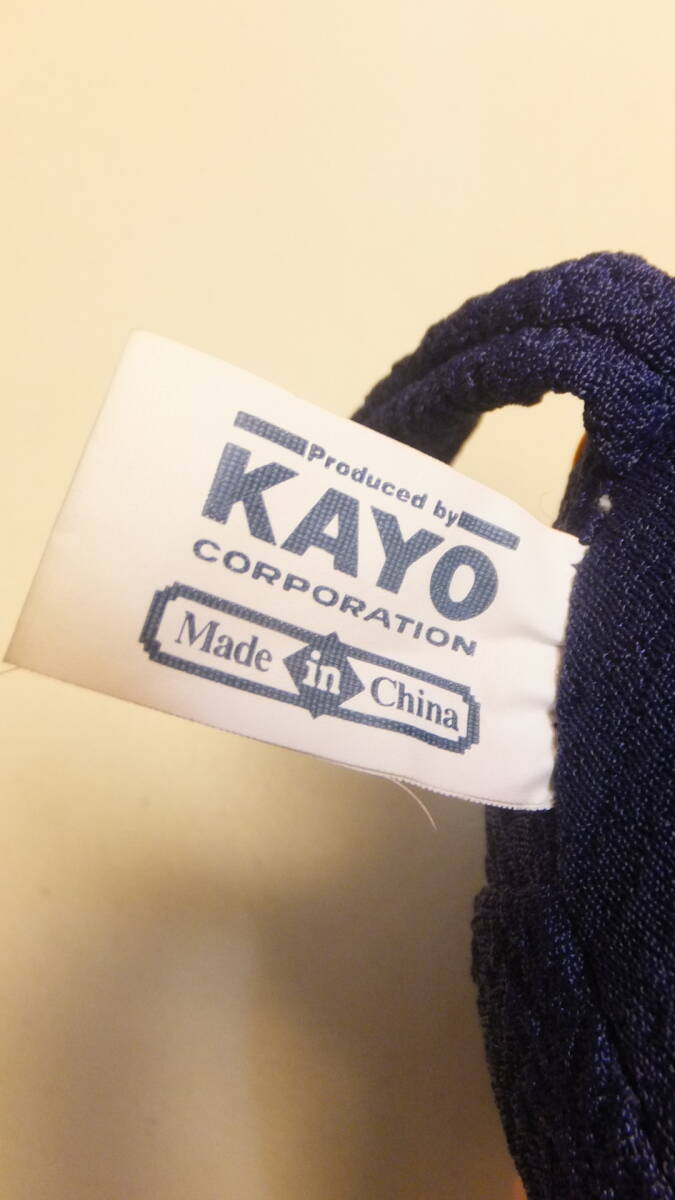 Produced by
KAYO
CORPORATION
Made in China